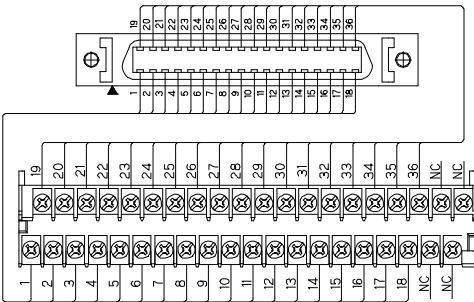 19 20 21 22 23 24 25 26 27 28 29 30 31 32 33 34 35 36
1 2 3 4 5 6 7 8 9 10 11 12 13 14 15 16 17 18
19 20 21 22 23 24 25 26 27 28 29 30 31 32 33 34 35 36 NC NC
1 2 3 4 5 6 7 8 9 10 11 12 13 14 15 16 17 18 NC NC